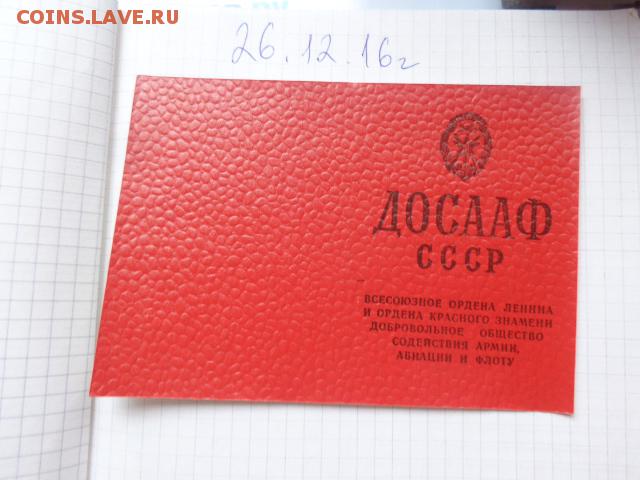 COINS.LAVE.RU
26.12.16г
ДОСААФ
СССР
ВСЕСОЮЗНОЕ ОРДЕНА ЛЕНИНА
И ОРДЕНА КРАСНОГО ЗНАМЕНИ
ДОБРОВОЛЬНОЕ ОБЩЕСТВО
СОДЕЙСТВИЯ АРМИИ,
АВИАЦИИ И ФЛОТУ